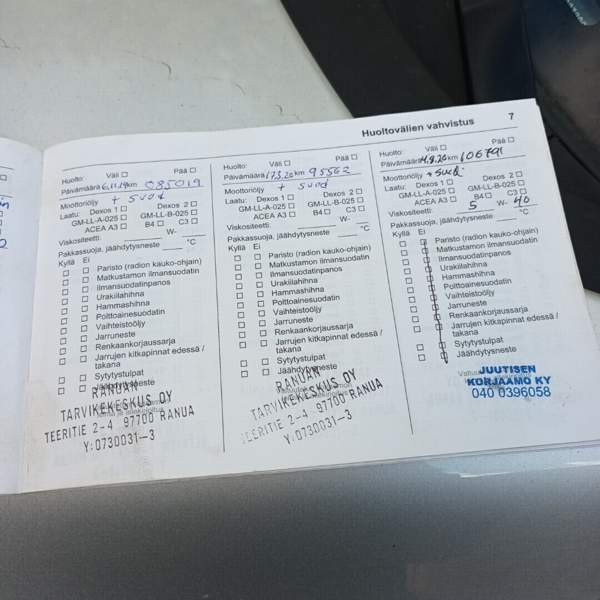 Huoltovälien vahvistus
7
Huolto: Väli Pää
Päivämäärä 6.11.19 km 085019
Moottoriöljy + suod
Laatu: Dexos 1 Dexos 2
GM-LL-A-025 GM-LL-B-025
ACEA A3 B4 C3
Viskositeetti: W-
Pakkassuoja, jäähdytysneste °C
Kyllä Ei
Paristo (radion kauko-ohjain)
Matkustamon ilmansuodatin
Ilmansuodatinpanos
Urakiilahihna
Hammashihna
Polttoainesuodatin
Vaihteistoöljy
Jarruneste
Renkaankorjaussarja
Jarrujen kitkapinnat edessä /
takana
Sytytystulpat
Jäähdytysneste
RANUAN
TARVIKEKESKUS OY
TEERITIE 2-4 97700 RANUA
Y:0730031-3
Huolto: Väli Pää
Päivämäärä 17.3.20 km 95562
Moottoriöljy + suod
Laatu: Dexos 1 Dexos 2
GM-LL-A-025 GM-LL-B-025
ACEA A3 B4 C3
Viskositeetti: W-
Pakkassuoja, jäähdytysneste °C
Kyllä Ei
Paristo (radion kauko-ohjain)
Matkustamon ilmansuodatin
Ilmansuodatinpanos
Urakiilahihna
Hammashihna
Polttoainesuodatin
Vaihteistoöljy
Jarruneste
Renkaankorjaussarja
Jarrujen kitkapinnat edessä /
takana
Sytytystulpat
Jäähdytysneste
RANUAN
TARVIKEKESKUS OY
TEERITIE 2-4 97700 RANUA
Y:0730031-3
Huolto: Väli Pää
Päivämäärä km
Moottoriöljy + suod.
Laatu: Dexos 1 Dexos 2
GM-LL-A-025 GM-LL-B-025
ACEA A3 B4 C3
Viskositeetti: 5 W- 40
Pakkassuoja, jäähdytysneste °C
Kyllä Ei
Paristo (radion kauko-ohjain)
Matkustamon ilmansuodatin
Ilmansuodatinpanos
Urakiilahihna
Hammashihna
Polttoainesuodatin
Vaihteistoöljy
Jarruneste
Renkaankorjaussarja
Jarrujen kitkapinnat edessä /
takana
Sytytystulpat
Jäähdytysneste
JUUTISEN
KORJAAMO KY
040 0396058